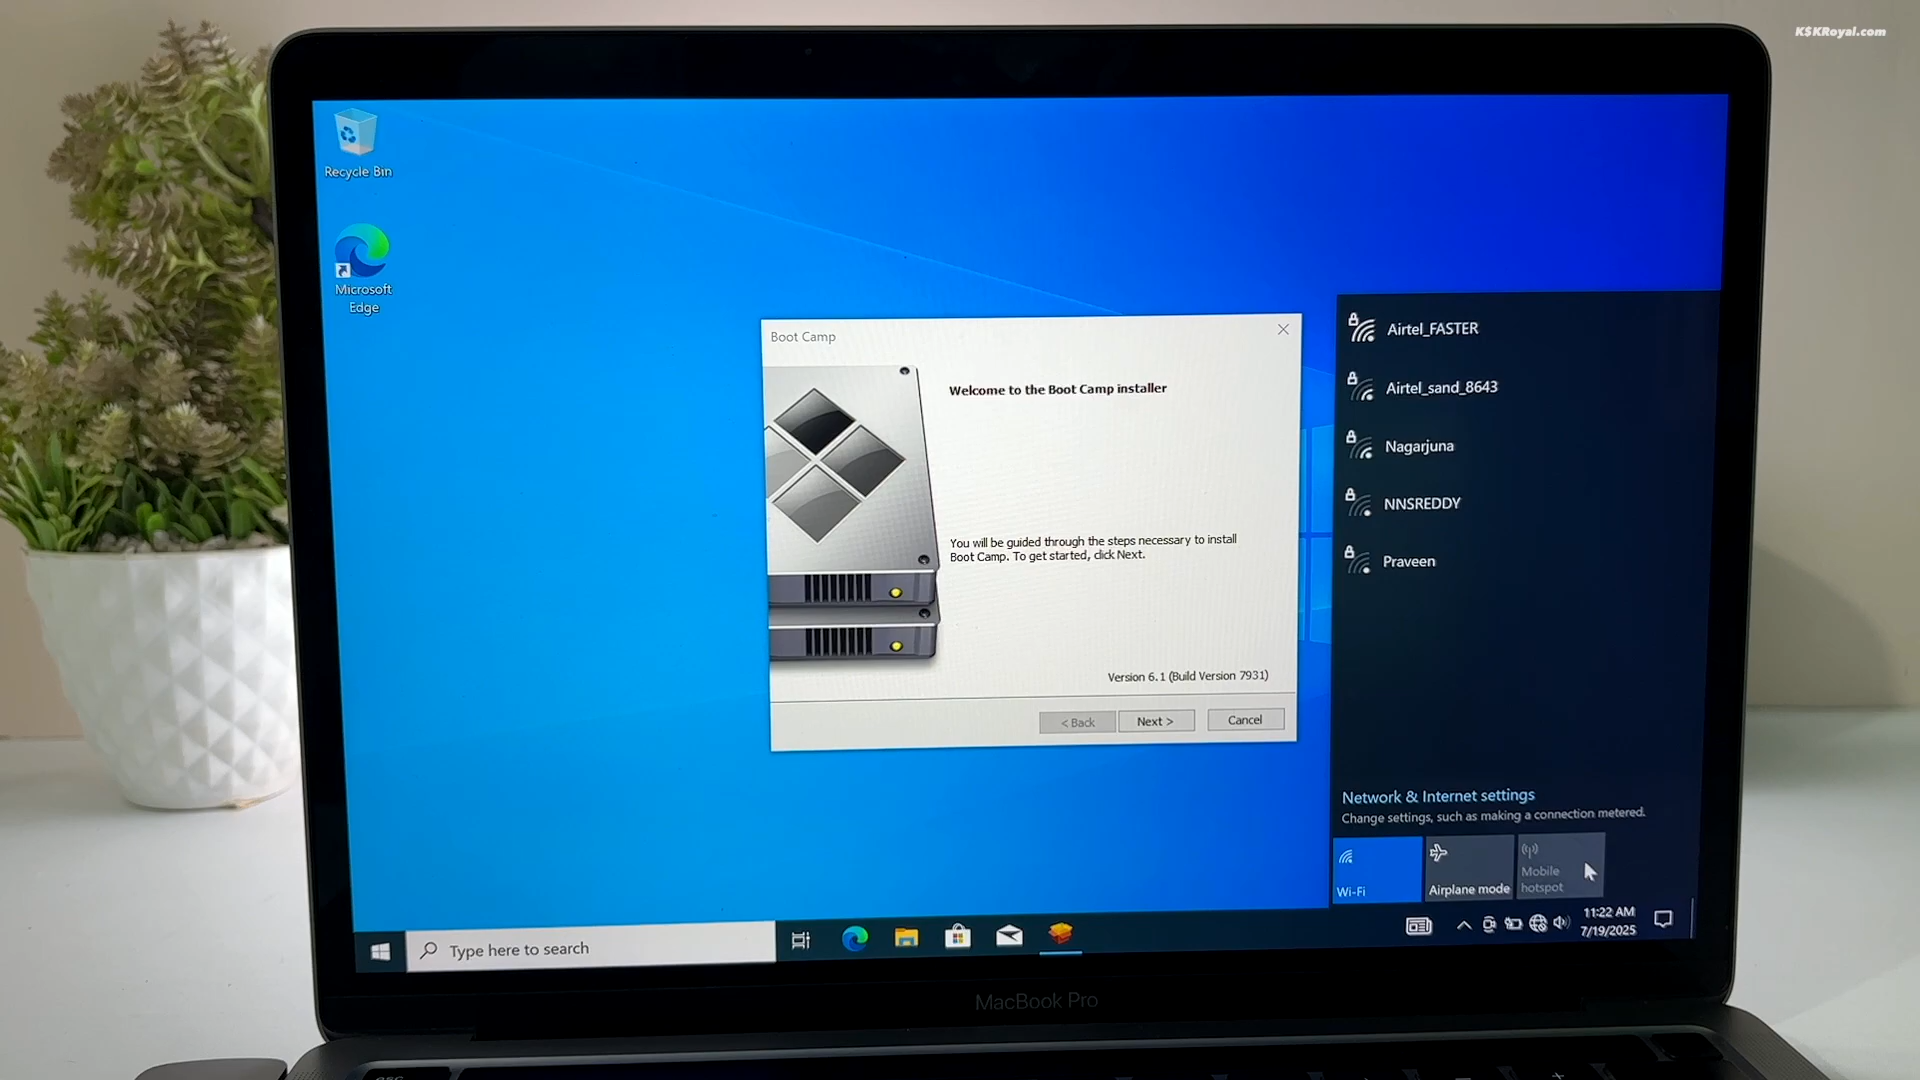 K$KRoyal.com
Recycle Bin
Microsoft
Edge
Boot Camp
Welcome to the Boot Camp installer
You will be guided through the steps necessary to install
Boot Camp. To get started, click Next.
Version 6.1 (Build Version 7931)
< Back
Next >
Cancel
Airtel_FASTER
Airtel_sand_8643
Nagarjuna
NNSREDDY
Praveen
Network & Internet settings
Change settings, such as making a connection metered.
Wi-Fi
Airplane mode
Mobile
hotspot
Type here to search
11:22 AM
7/19/2025
MacBook Pro